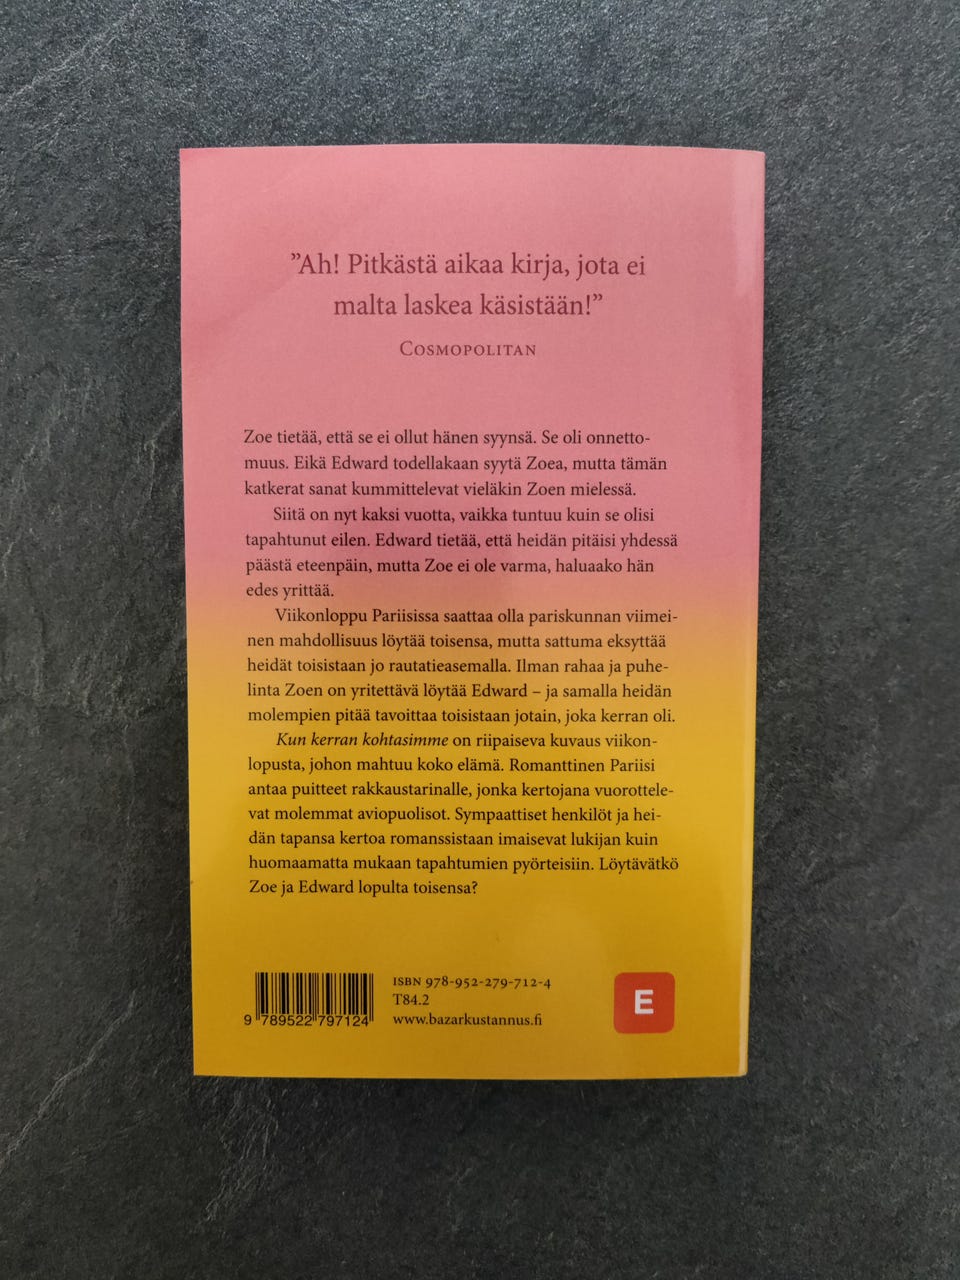 ”Ah! Pitkästä aikaa kirja, jota ei
malta laskea käsistään!”
COSMOPOLITAN
Zoe tietää, että se ei ollut hänen syynsä. Se oli onnetto-
muus. Eikä Edward todellakaan syytä Zoea, mutta tämän
katkerat sanat kummittelevat vieläkin Zoen mielessä.
Siitä on nyt kaksi vuotta, vaikka tuntuu kuin se olisi
tapahtunut eilen. Edward tietää, että heidän pitäisi yhdessä
päästä eteenpäin, mutta Zoe ei ole varma, haluaako hän
edes yrittää.
Viikonloppu Pariisissa saattaa olla pariskunnan viimei-
nen mahdollisuus löytää toisensa, mutta sattuma eksyttää
heidät toisistaan jo rautatieasemalla. Ilman rahaa ja puhe-
linta Zoen on yritettävä löytää Edward – ja samalla heidän
molempien pitää tavoittaa toisistaan jotain, joka kerran oli.
Kun kerran kohtasimme on riipaiseva kuvaus viikon-
lopusta, johon mahtuu koko elämä. Romanttinen Pariisi
antaa puitteet rakkaustarinalle, jonka kertojana vuorottele-
vat molemmat aviopuolisot. Sympaattiset henkilöt ja hei-
dän tapansa kertoa romanssistaan imaisevat lukijan kuin
huomaamatta mukaan tapahtumien pyörteisiin. Löytävätkö
Zoe ja Edward lopulta toisensa?
9 789522 797124
ISBN 978-952-279-712-4
T84.2
www.bazarkustannus.fi
E